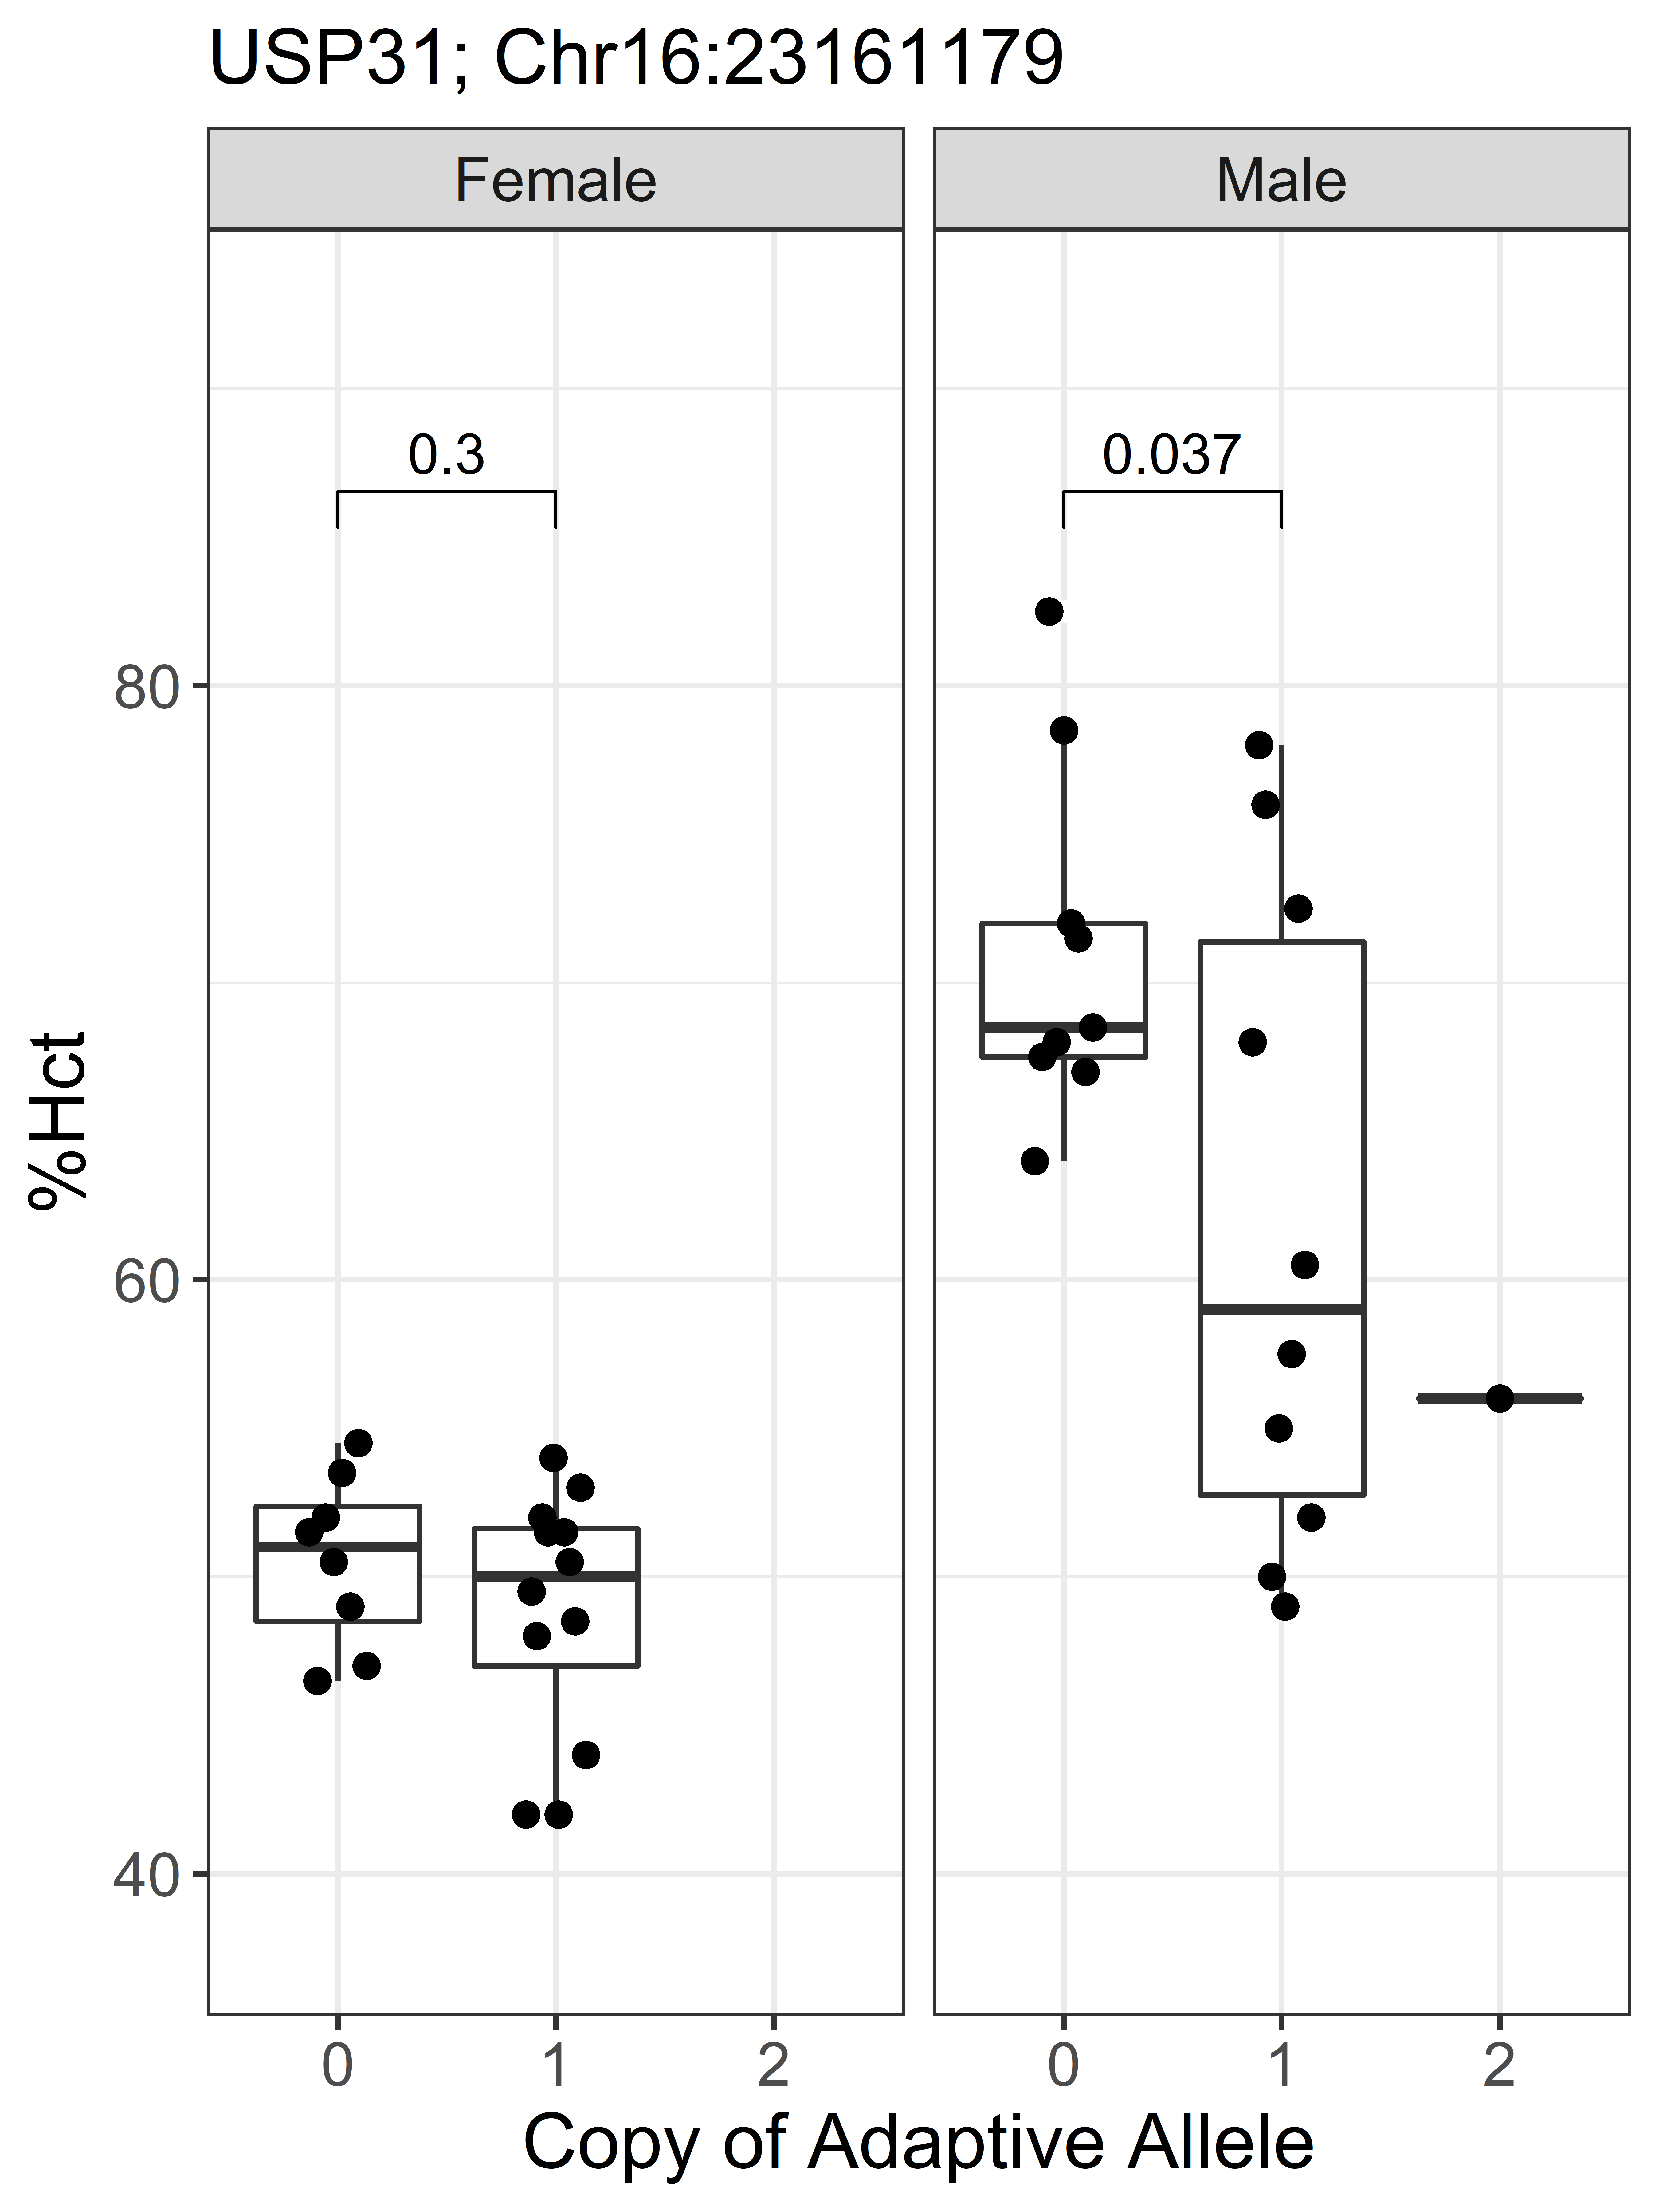 USP31; Chr16:23161179
Female
Male
0.3
0.037
%Hct
80
60
40
0 1 2
0 1 2
Copy of Adaptive Allele